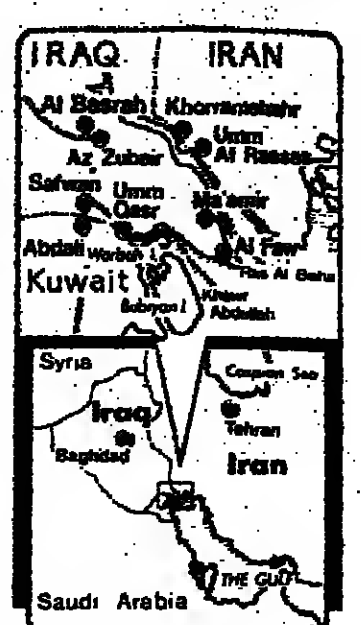 IRAQ IRAN
Al Basrah Khorramshahr
Umm
Al Rassas
Az Zubair
Safwan Umm
Qasr
Ma'amir
Abdali Warbah I.
Al Faw
Ras Al Bisha
Kuwait
Bubiyan I.
Khawr
Abdullah
Syria
Caspian Sea
Iraq
Tehran
Baghdad
Iran
THE GULF
Saudi Arabia